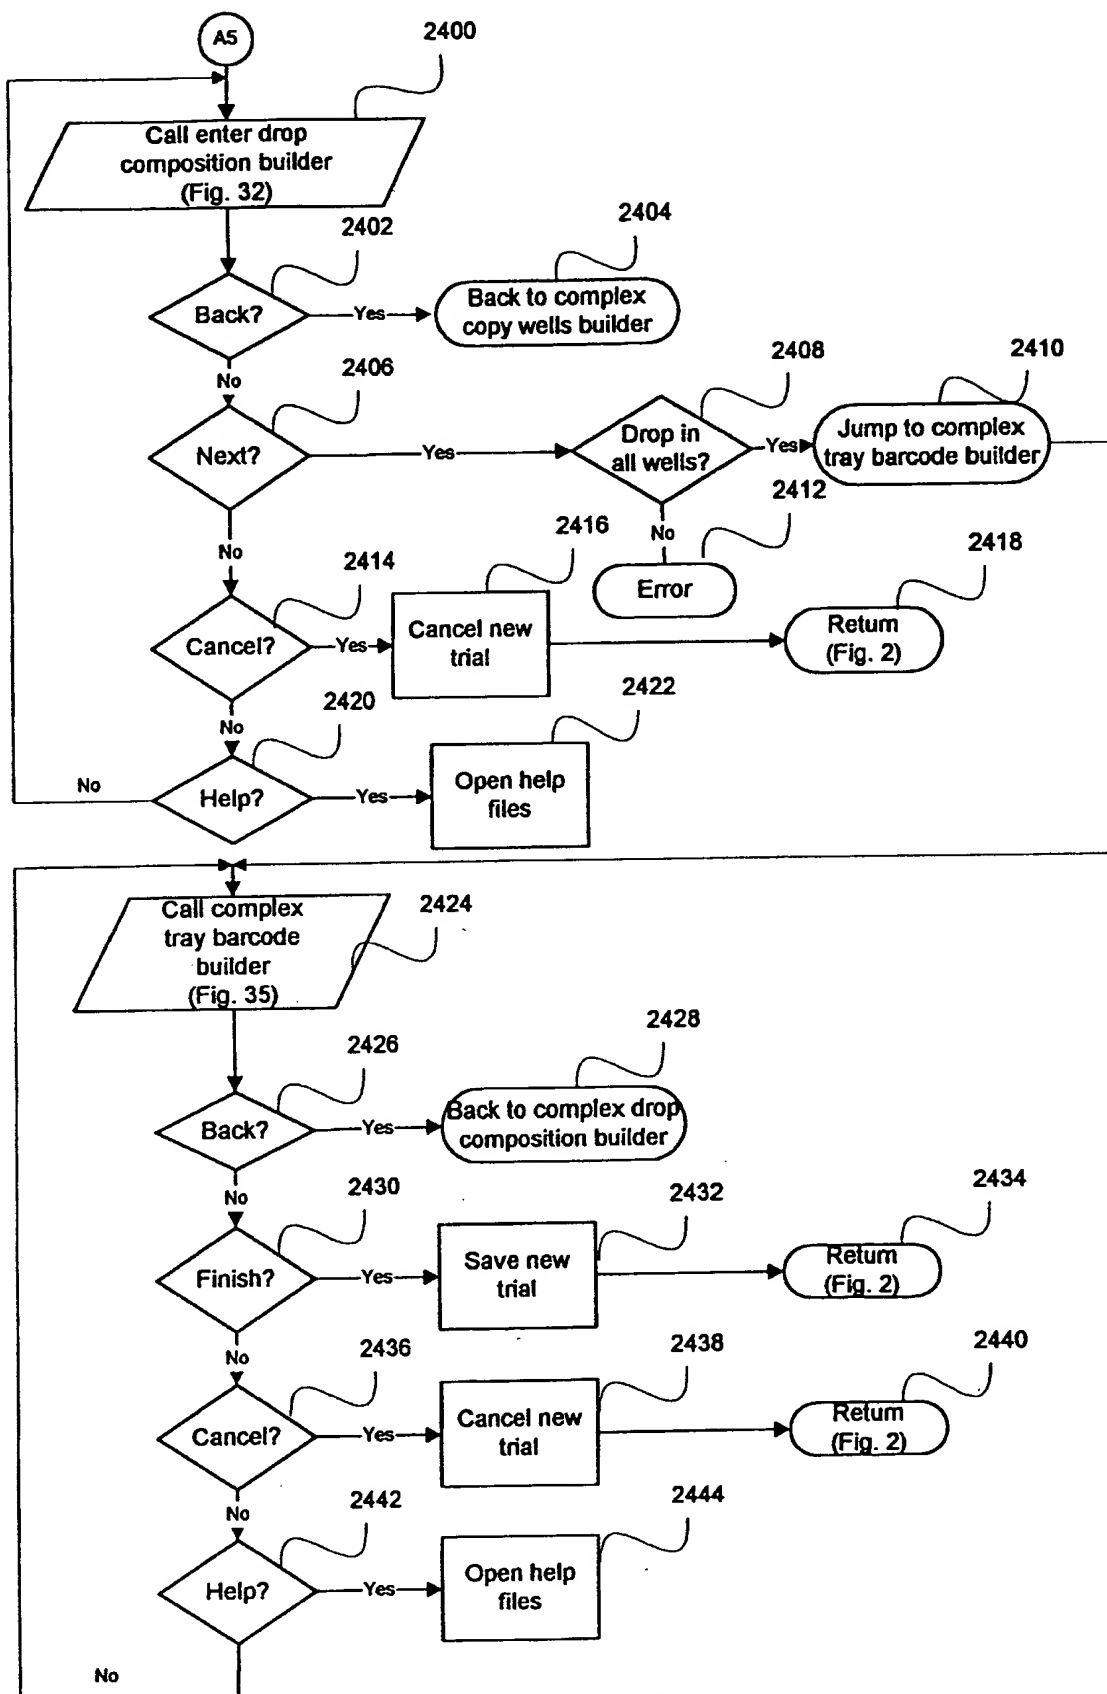 A5
2400
Call enter drop
composition builder
(Fig. 32)
2402
2404
Back?
Yes
Back to complex
copy wells builder
No
2406
2408
2410
Next?
Yes
Drop in
all wells?
Yes
Jump to complex
tray barcode builder
No
2412
Error
No
2414
2416
2418
Cancel?
Yes
Cancel new
trial
Return
(Fig. 2)
No
2420
2422
No
Help?
Yes
Open help
files
Call complex
tray barcode
builder
(Fig. 35)
2424
2426
2428
Back?
Yes
Back to complex drop
composition builder
No
2430
2432
2434
Finish?
Yes
Save new
trial
Return
(Fig. 2)
No
2436
2438
2440
Cancel?
Yes
Cancel new
trial
Return
(Fig. 2)
No
2442
2444
Help?
Yes
Open help
files
No